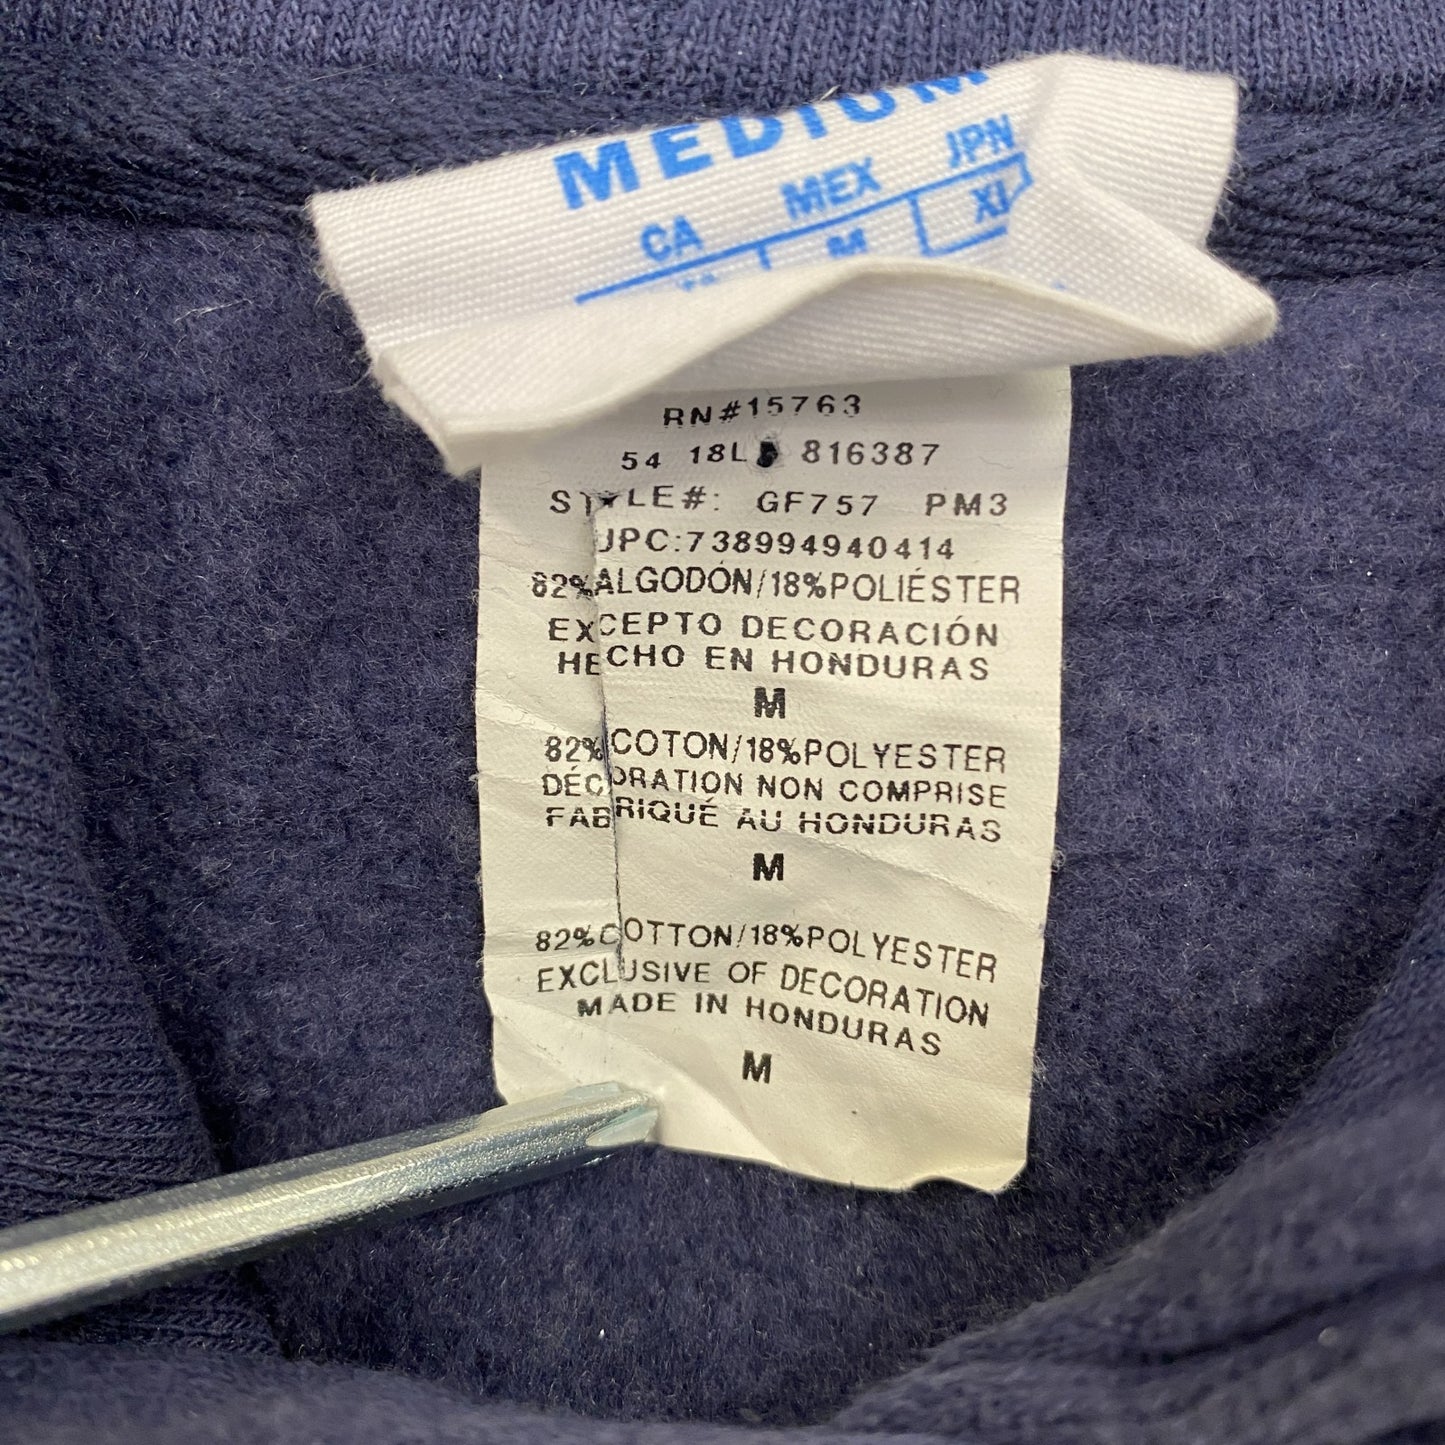 MEDIUM
CA MEX JPN
M XL
RN#15763
54 18L 816387
STYLE#: GF757 PM3
UPC:738994940414
82%ALGODÓN/18%POLIÉSTER
EXCEPTO DECORACIÓN
HECHO EN HONDURAS
M
82%COTON/18%POLYESTER
DÉCORATION NON COMPRISE
FABRIQUÉ AU HONDURAS
M
82%COTTON/18%POLYESTER
EXCLUSIVE OF DECORATION
MADE IN HONDURAS
M